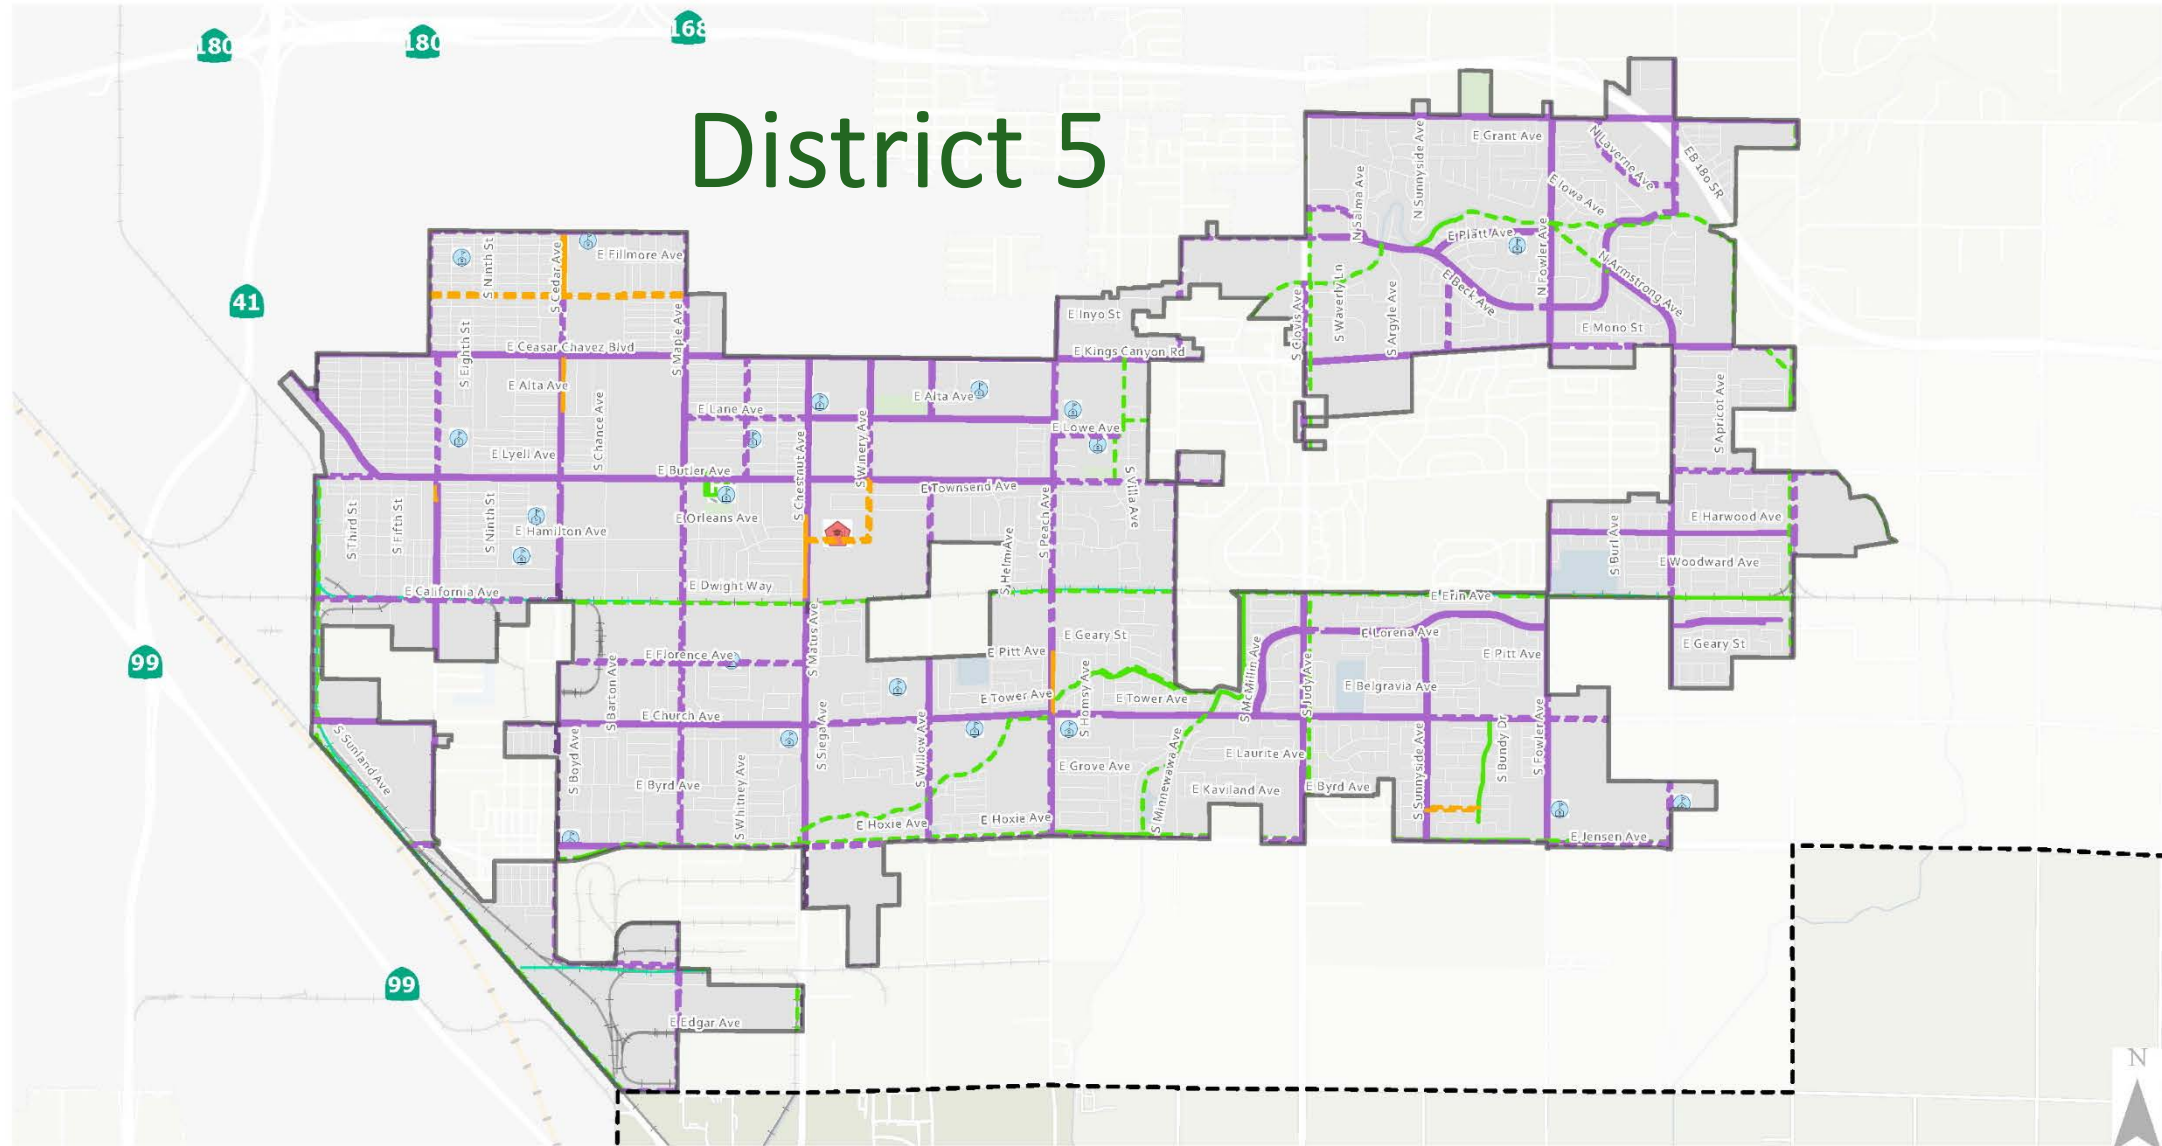 180
180
168
District 5
41
99
99
E Grant Ave
N Laverne Ave
EB 180 SR
N Sunnyside Ave
N Salma Ave
E Iowa Ave
E Platt Ave
N Fowler Ave
N Armstrong Ave
E Beck Ave
E Mono St
S Clovis Ave
S Waverly Ln
S Argyle Ave
S Ninth St
S Cedar Ave
E Fillmore Ave
S Maple Ave
E Inyo St
E Kings Canyon Rd
S Eighth St
E Ceasar Chavez Blvd
E Alta Ave
S Chance Ave
E Lane Ave
E Alta Ave
E Lowe Ave
S Apricot Ave
S Chestnut Ave
S Winery Ave
E Lyell Ave
E Butler Ave
E Townsend Ave
S Villa Ave
S Third St
S Fifth St
S Ninth St
E Hamilton Ave
E Orleans Ave
S Helm Ave
S Peach Ave
E Harwood Ave
S Burl Ave
E Woodward Ave
E California Ave
E Dwight Way
E Erin Ave
E Geary St
E Lorena Ave
E Geary St
S Matus Ave
E Florence Ave
E Pitt Ave
E Pitt Ave
S Barton Ave
S Homsy Ave
S McMillin Ave
S Judy Ave
E Belgravia Ave
E Tower Ave
E Tower Ave
E Church Ave
S Siega Ave
S Willow Ave
S Sunland Ave
S Boyd Ave
S Whitney Ave
E Byrd Ave
E Grove Ave
S Minnewawa Ave
E Laurite Ave
E Kaviland Ave
E Byrd Ave
S Sunnyside Ave
S Bundy Dr
S Fowler Ave
E Hoxie Ave
E Hoxie Ave
E Jensen Ave
E Edgar Ave
N